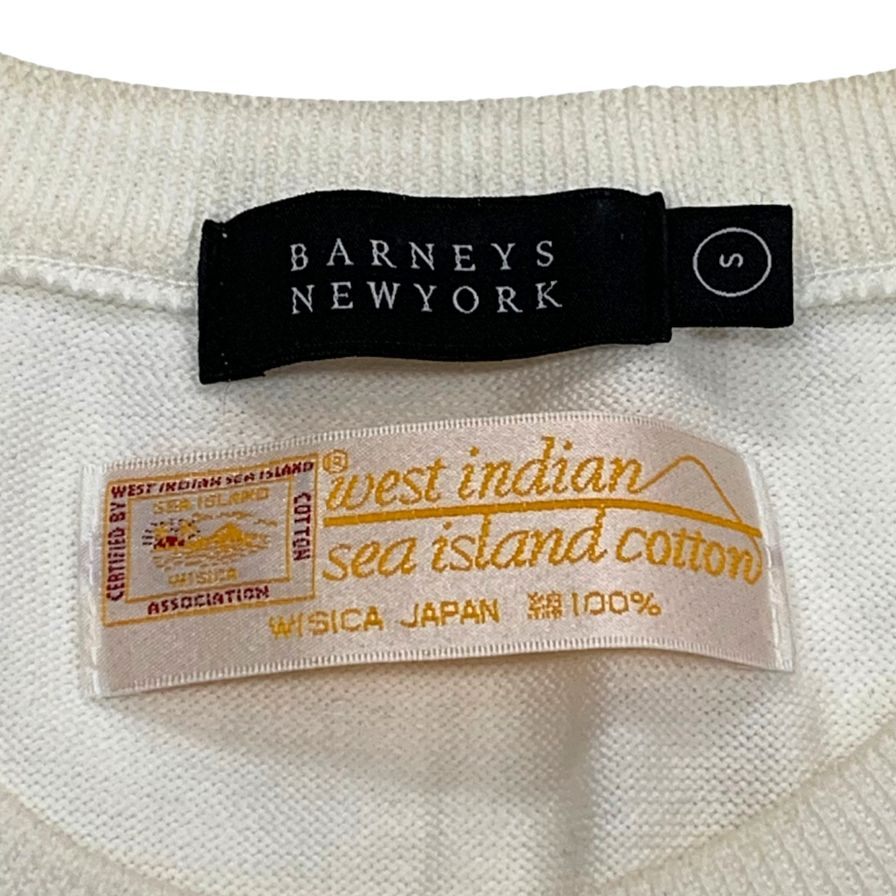 BARNEYS
NEWYORK
S
CERTIFIED BY WEST INDIAN SEA ISLAND COTTON
ASSOCIATION
SEA ISLAND
WISICA
® west indian
sea island cotton
WISICA JAPAN 綿100%